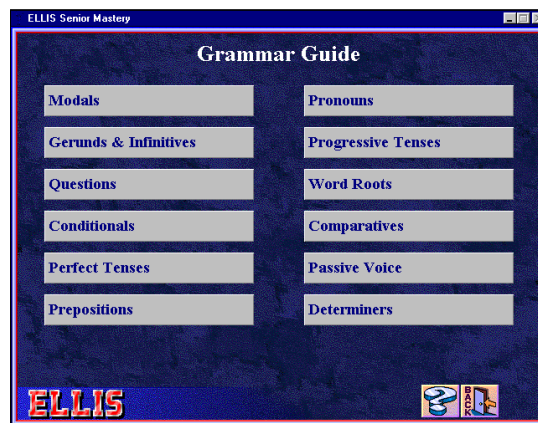 ELLIS Senior Mastery
Grammar Guide
Modals
Pronouns
Gerunds & Infinitives
Progressive Tenses
Questions
Word Roots
Conditionals
Comparatives
Perfect Tenses
Passive Voice
Prepositions
Determiners
ELLIS
BACK